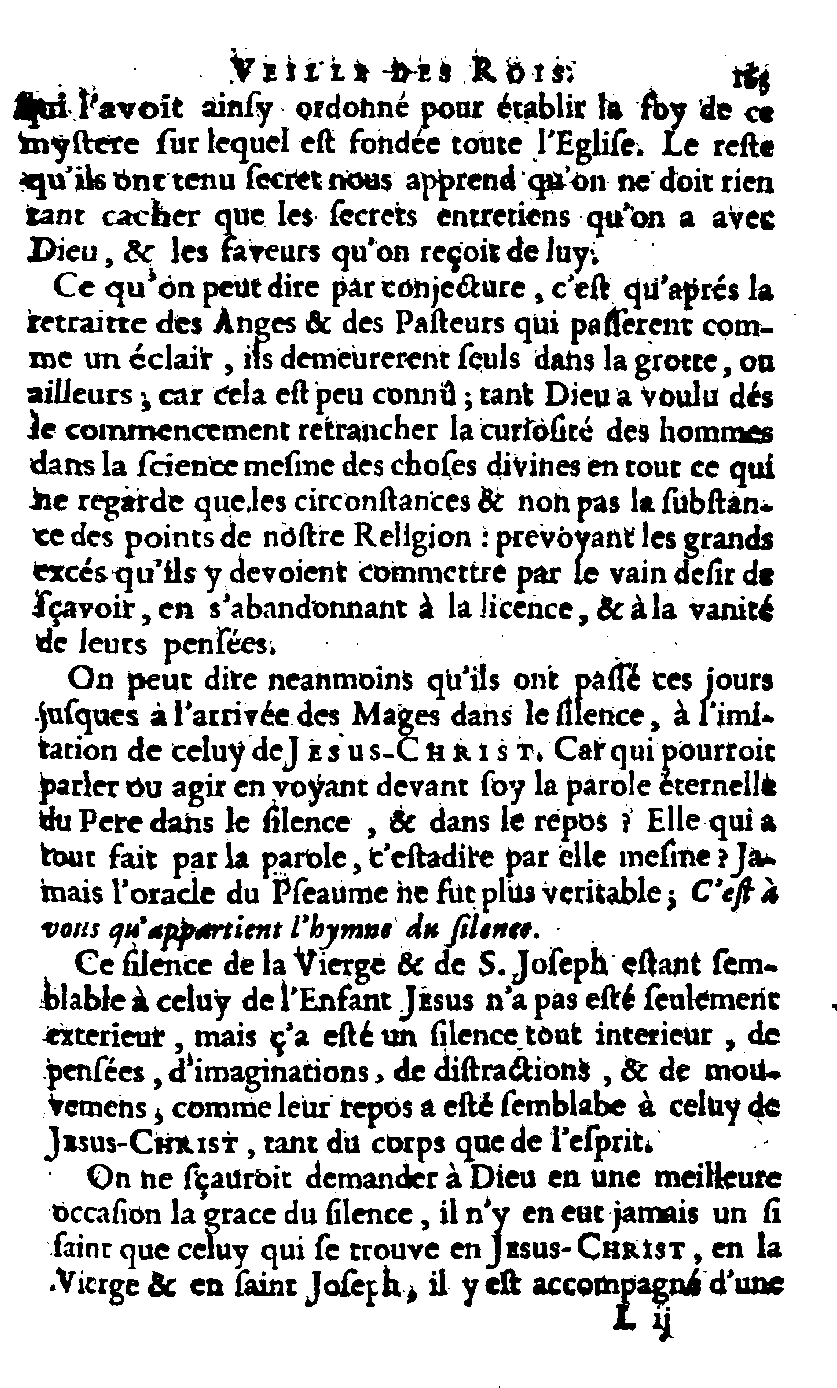 VEILLE DES ROIS.
qui l'avoit ainſy ordonné pour établir la foy de ce
myſtere ſur lequel eſt fondée toute l'Egliſe. Le reſte
qu'ils ont tenu ſecret nous apprend qu'on ne doit rien
tant cacher que les ſecrets entretiens qu'on a avec
Dieu, & les faveurs qu'on reçoit de luy.
Ce qu'on peut dire par conjecture, c'eſt qu'aprés la
retraitte des Anges & des Paſteurs qui paſſerent com-
me un éclair, ils demeurerent ſeuls dans la grotte, ou
ailleurs; car cela eſt peu connû; tant Dieu a voulu dés
le commencement retrancher la curioſité des hommes
dans la ſcience meſme des choſes divines en tout ce qui
ne regarde que les circonſtances & non pas la ſubſtan-
ce des points de nôſtre Religion : prevoyant les grands
excés qu'ils y devoient commettre par le vain deſir de
ſçavoir, en s'abandonnant à la licence, & à la vanité
de leurs penſées.
On peut dire neanmoins qu'ils ont paſſé ces jours
juſques à l'arrivée des Mages dans le ſilence, à l'imi-
tation de celuy de JESUS-CHRIST. Car qui pourroit
parler ou agir en voyant devant ſoy la parole éternelle
du Pere dans le ſilence, & dans le repos ? Elle qui a
tout fait par la parole, c'eſtadire par elle meſme ? Ja-
mais l'oracle du Pſeaume ne fut plus veritable; C'eſt à
vous qu'appartient l'hymne du ſilence.
Ce ſilence de la Vierge & de S. Joſeph eſtant ſem-
blable à celuy de l'Enfant JESUS n'a pas eſté ſeulement
exterieur, mais ç'a eſté un ſilence tout interieur, de
penſées, d'imaginations, de diſtractions, & de mou-
vemens, comme leur repos a eſté ſemblabe à celuy de
JESUS-CHRIST, tant du corps que de l'eſprit.
On ne ſçauroit demander à Dieu en une meilleure
occaſion la grace du ſilence, il n'y en eut jamais un ſi
ſaint que celuy qui ſe trouve en JESUS-CHRIST, en la
Vierge & en ſaint Joſeph, il y eſt accompagné d'une
L ij